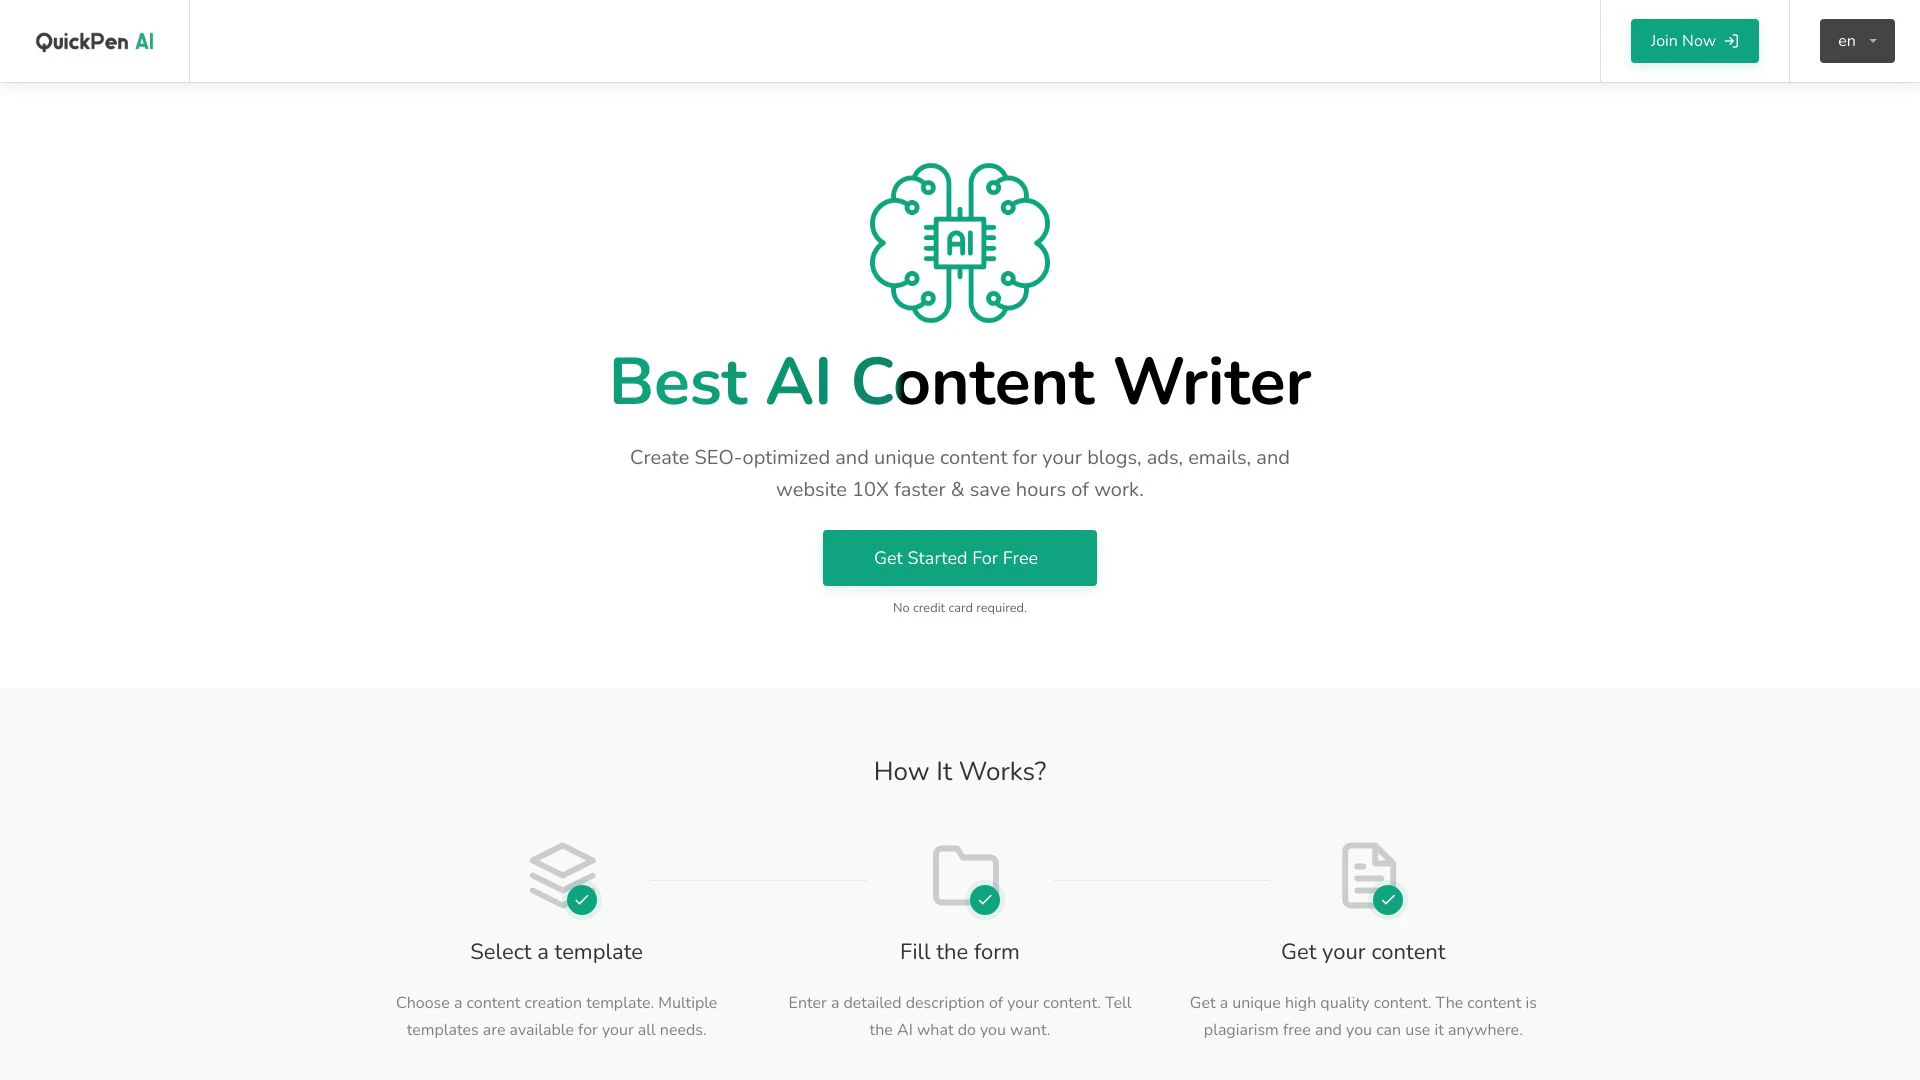 QuickPen AI
Join Now
en
AI
Best AI Content Writer
Create SEO-optimized and unique content for your blogs, ads, emails, and
website 10X faster & save hours of work.
Get Started For Free
No credit card required.
How It Works?
Select a template
Choose a content creation template. Multiple
templates are available for your all needs.
Fill the form
Enter a detailed description of your content. Tell
the AI what do you want.
Get your content
Get a unique high quality content. The content is
plagiarism free and you can use it anywhere.